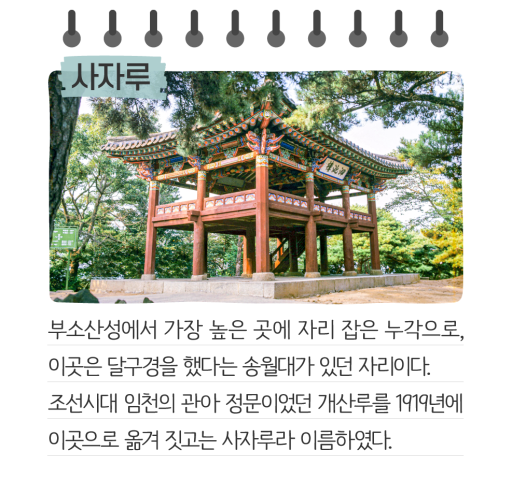 사자루
부소산성에서 가장 높은 곳에 자리 잡은 누각으로,
이곳은 달구경을 했다는 송월대가 있던 자리이다.
조선시대 임천의 관아 정문이었던 개산루를 1919년에
이곳으로 옮겨 짓고는 사자루라 이름하였다.